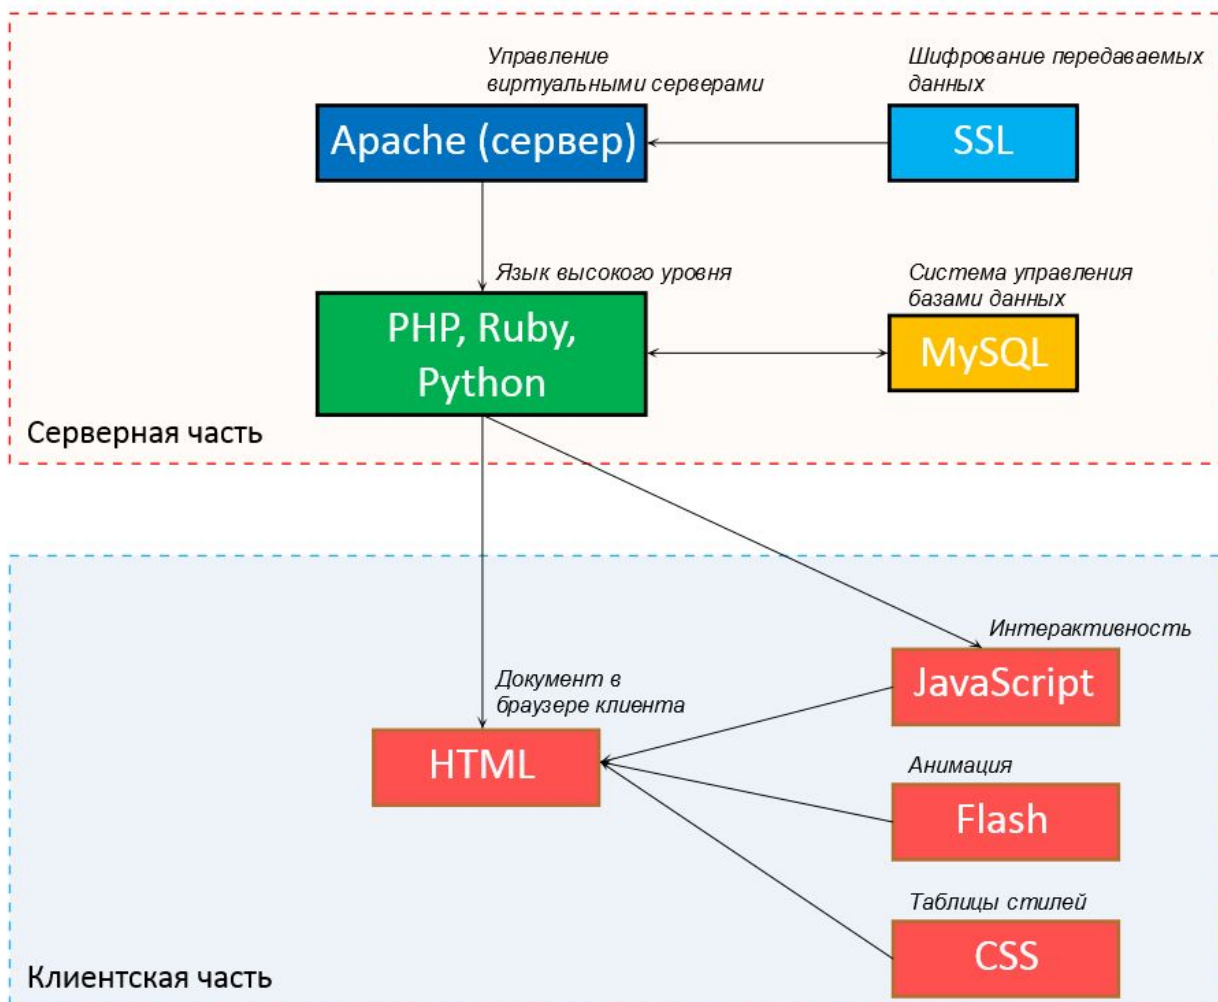 Управление
виртуальными серверами
Шифрование передаваемых
данных
Apache (сервер)
SSL
Язык высокого уровня
Система управления
базами данных
PHP, Ruby,
Python
MySQL
Серверная часть
Интерактивность
JavaScript
Документ в
браузере клиента
HTML
Анимация
Flash
Таблицы стилей
CSS
Клиентская часть